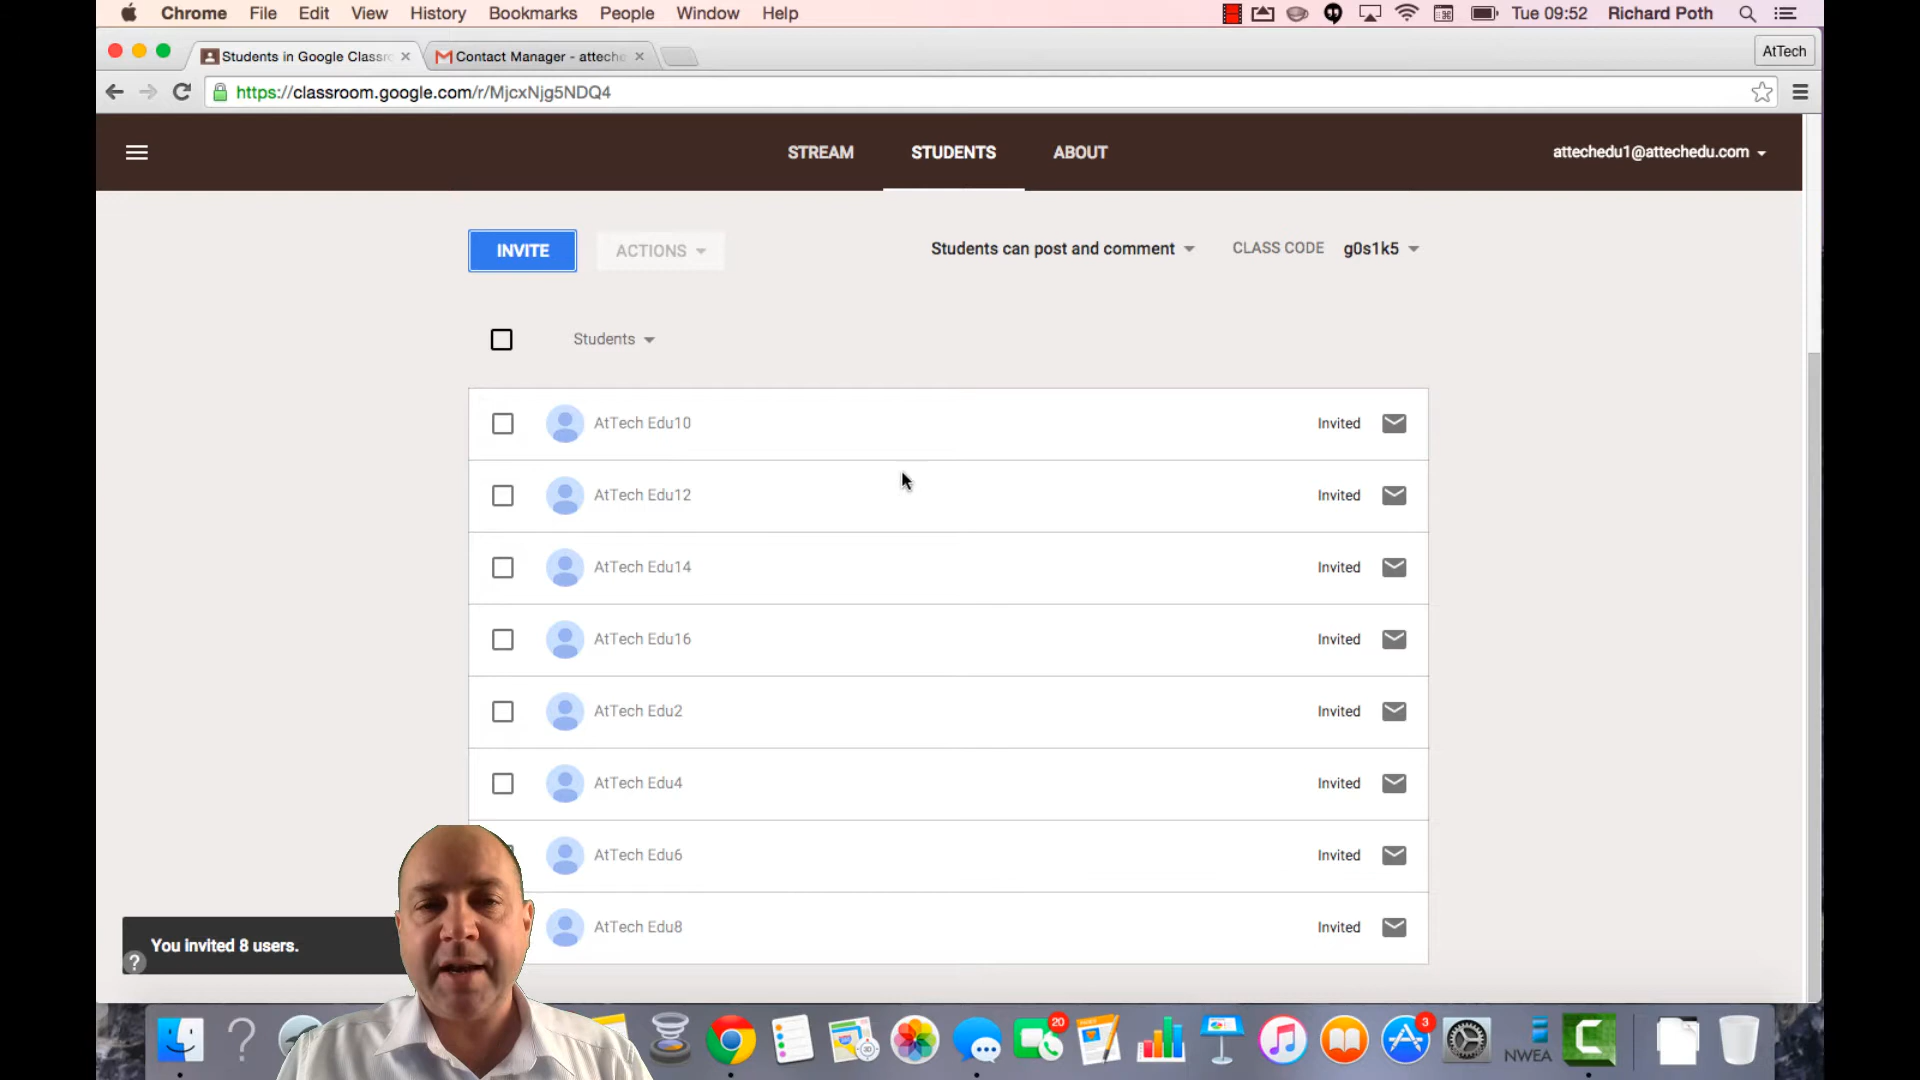 Chrome File Edit View History Bookmarks People Window Help Tue 09:52 Richard Poth
Students in Google Classr Contact Manager - atteche AtTech
https://classroom.google.com/r/MjcxNjg5NDQ4
STREAM STUDENTS ABOUT attechedu1@attechedu.com
INVITE ACTIONS Students can post and comment CLASS CODE g0s1k5
Students
AtTech Edu10 Invited
AtTech Edu12 Invited
AtTech Edu14 Invited
AtTech Edu16 Invited
AtTech Edu2 Invited
AtTech Edu4 Invited
AtTech Edu6 Invited
AtTech Edu8 Invited
You invited 8 users.
?
20
3
NWEA